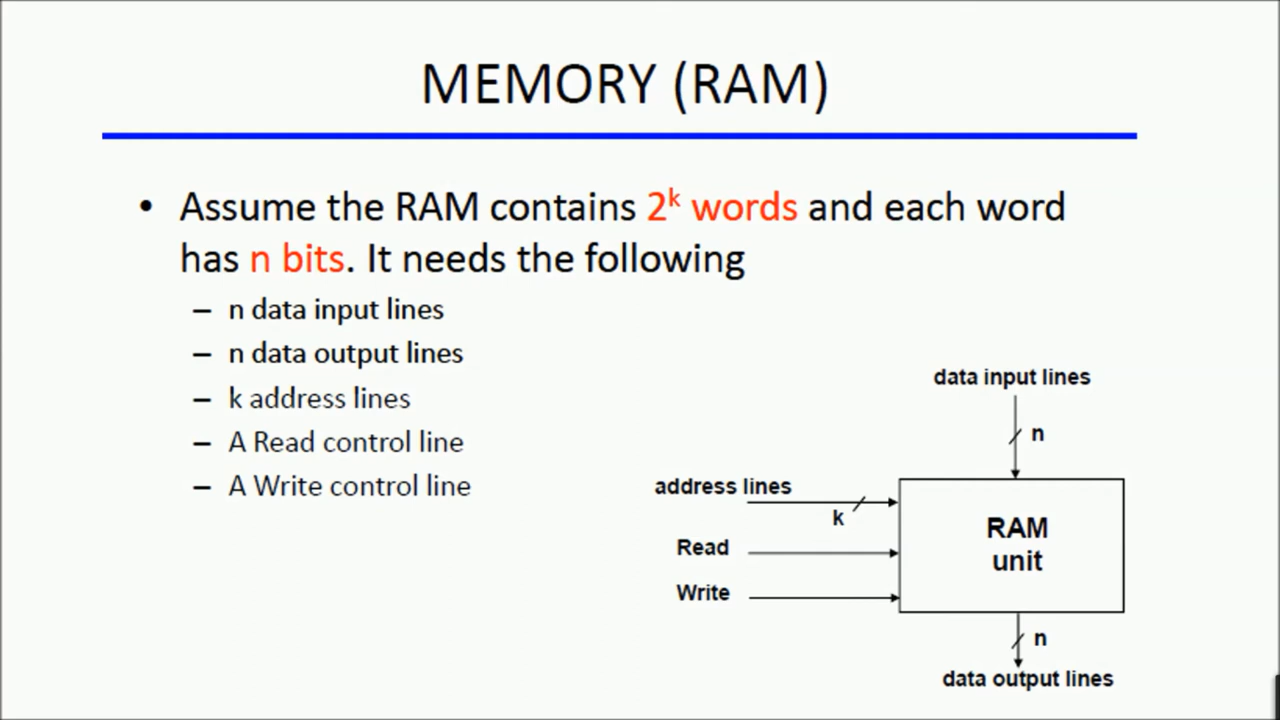 MEMORY (RAM)
• Assume the RAM contains 2ᵏ words and each word
has n bits. It needs the following
– n data input lines
– n data output lines
– k address lines
– A Read control line
– A Write control line
data input lines
n
address lines
k
Read
Write
RAM
unit
n
data output lines